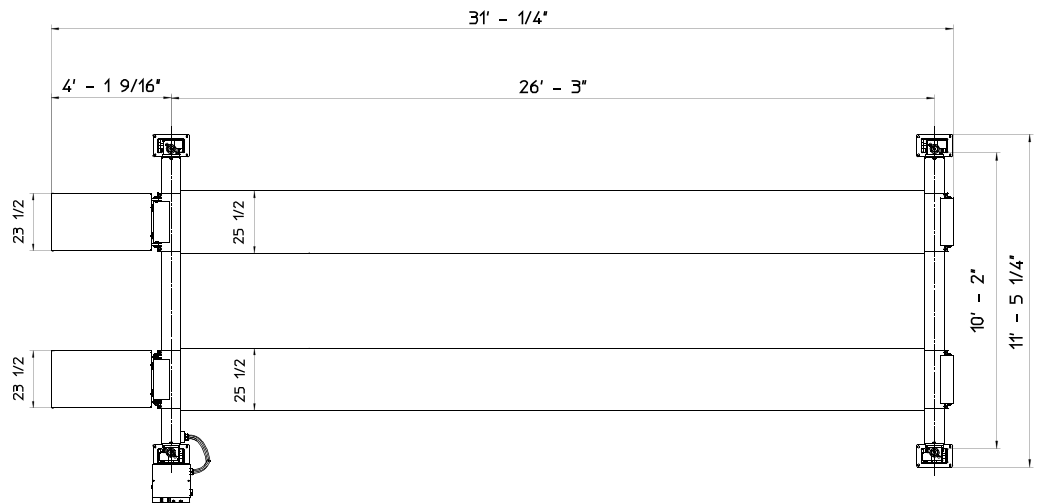 31' - 1/4"
4' - 1 9/16"
26' - 3"
23 1/2
25 1/2
10' - 2"
11' - 5 1/4"
23 1/2
25 1/2